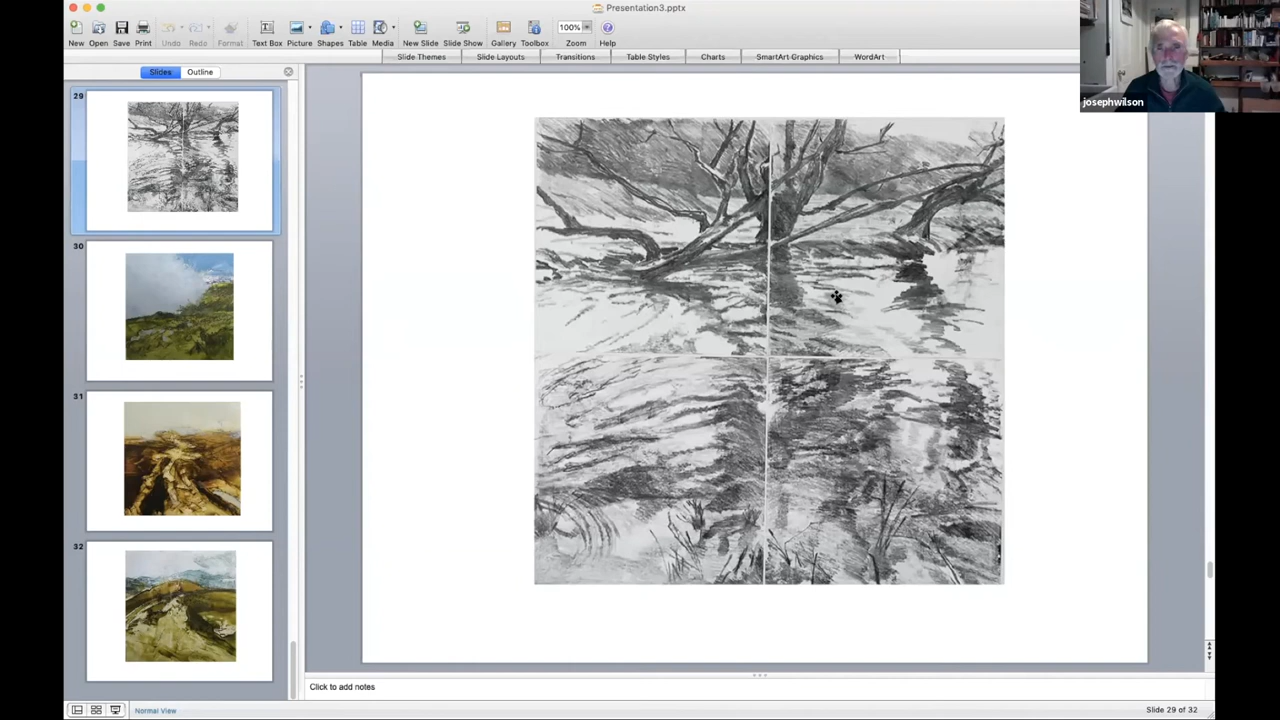 Presentation3.pptx
100%
New Open Save Print Undo Redo Format Text Box Picture Shapes Table Media New Slide Slide Show Gallery Toolbox Zoom Help
Slide Themes Slide Layouts Transitions Table Styles Charts SmartArt Graphics WordArt
Slides Outline
josephwilson
29
30
31
32
Click to add notes
Normal View
Slide 29 of 32